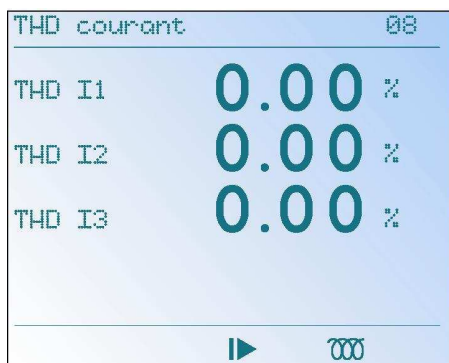 THD courant 08
THD I1 0.00 %
THD I2 0.00 %
THD I3 0.00 %